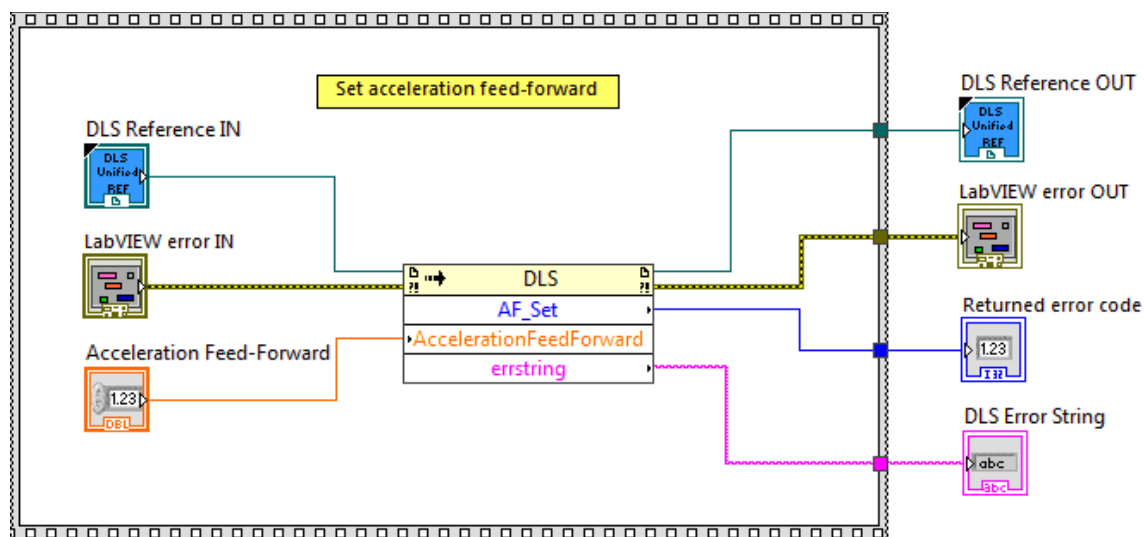 Set acceleration feed-forward
DLS Reference IN
DLS
Unified
REF
LabVIEW error IN
Acceleration Feed-Forward
1.23
DBL
?!
?!
DLS
AF_Set
AccelerationFeedForward
errstring
DLS Reference OUT
DLS
Unified
REF
LabVIEW error OUT
Returned error code
1.23
I32
DLS Error String
abc
abc